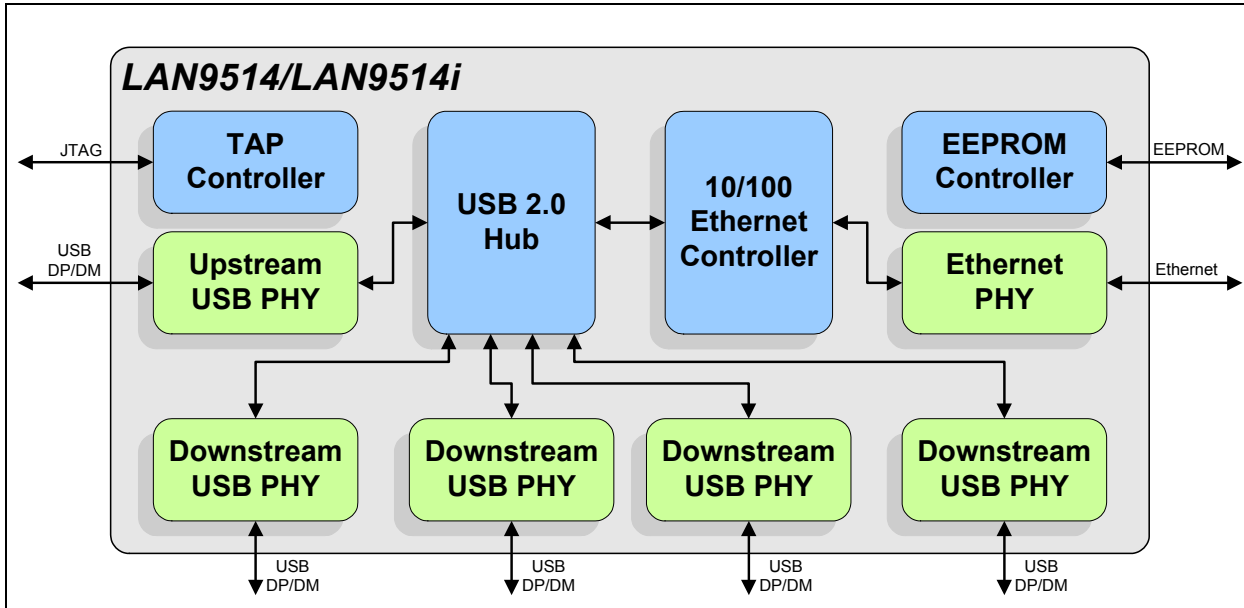 LAN9514/LAN9514i
JTAG
TAP
Controller
USB 2.0
Hub
10/100
Ethernet
Controller
EEPROM
Controller
EEPROM
USB
DP/DM
Upstream
USB PHY
Ethernet
PHY
Ethernet
Downstream
USB PHY
Downstream
USB PHY
Downstream
USB PHY
Downstream
USB PHY
USB
DP/DM
USB
DP/DM
USB
DP/DM
USB
DP/DM